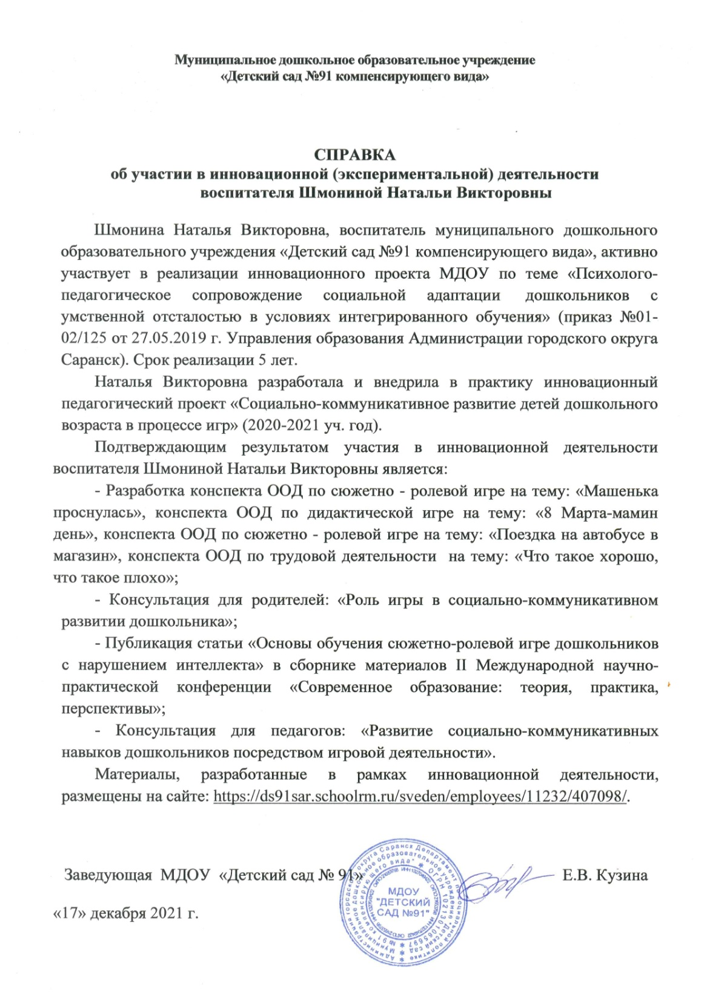 Муниципальное дошкольное образовательное учреждение
«Детский сад №91 компенсирующего вида»
СПРАВКА
об участии в инновационной (экспериментальной) деятельности
воспитателя Шмониной Натальи Викторовны
Шмонина Наталья Викторовна, воспитатель муниципального дошкольного
образовательного учреждения «Детский сад №91 компенсирующего вида», активно
участвует в реализации инновационного проекта МДОУ по теме «Психолого-
педагогическое сопровождение социальной адаптации дошкольников с
умственной отсталостью в условиях интегрированного обучения» (приказ №01-
02/125 от 27.05.2019 г. Управления образования Администрации городского округа
Саранск). Срок реализации 5 лет.
Наталья Викторовна разработала и внедрила в практику инновационный
педагогический проект «Социально-коммуникативное развитие детей дошкольного
возраста в процессе игр» (2020-2021 уч. год).
Подтверждающим результатом участия в инновационной деятельности
воспитателя Шмониной Натальи Викторовны является:
- Разработка конспекта ООД по сюжетно - ролевой игре на тему: «Машенька
проснулась», конспекта ООД по дидактической игре на тему: «8 Марта-мамин
день», конспекта ООД по сюжетно - ролевой игре на тему: «Поездка на автобусе в
магазин», конспекта ООД по трудовой деятельности на тему: «Что такое хорошо,
что такое плохо»;
- Консультация для родителей: «Роль игры в социально-коммуникативном
развитии дошкольника»;
- Публикация статьи «Основы обучения сюжетно-ролевой игре дошкольников
с нарушением интеллекта» в сборнике материалов II Международной научно-
практической конференции «Современное образование: теория, практика,
перспективы»;
- Консультация для педагогов: «Развитие социально-коммуникативных
навыков дошкольников посредством игровой деятельности».
Материалы, разработанные в рамках инновационной деятельности,
размещены на сайте: https://ds91sar.schoolrm.ru/sveden/employees/11232/407098/.
Заведующая МДОУ «Детский сад № 91» Е.В. Кузина
«17» декабря 2021 г.
МДОУ
"ДЕТСКИЙ
САД №91"